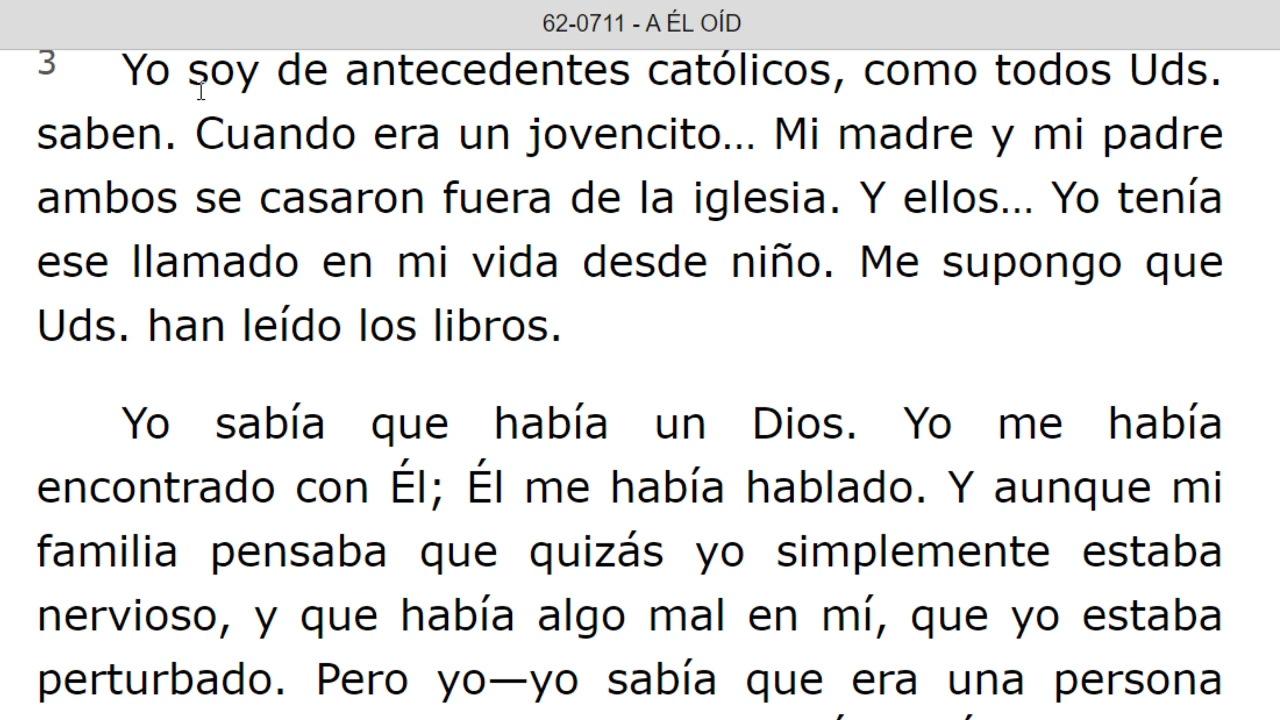 62-0711 - A ÉL OÍD
3 Yo soy de antecedentes católicos, como todos Uds.
saben. Cuando era un jovencito… Mi madre y mi padre
ambos se casaron fuera de la iglesia. Y ellos… Yo tenía
ese llamado en mi vida desde niño. Me supongo que
Uds. han leído los libros.
Yo sabía que había un Dios. Yo me había
encontrado con Él; Él me había hablado. Y aunque mi
familia pensaba que quizás yo simplemente estaba
nervioso, y que había algo mal en mí, que yo estaba
perturbado. Pero yo—yo sabía que era una persona